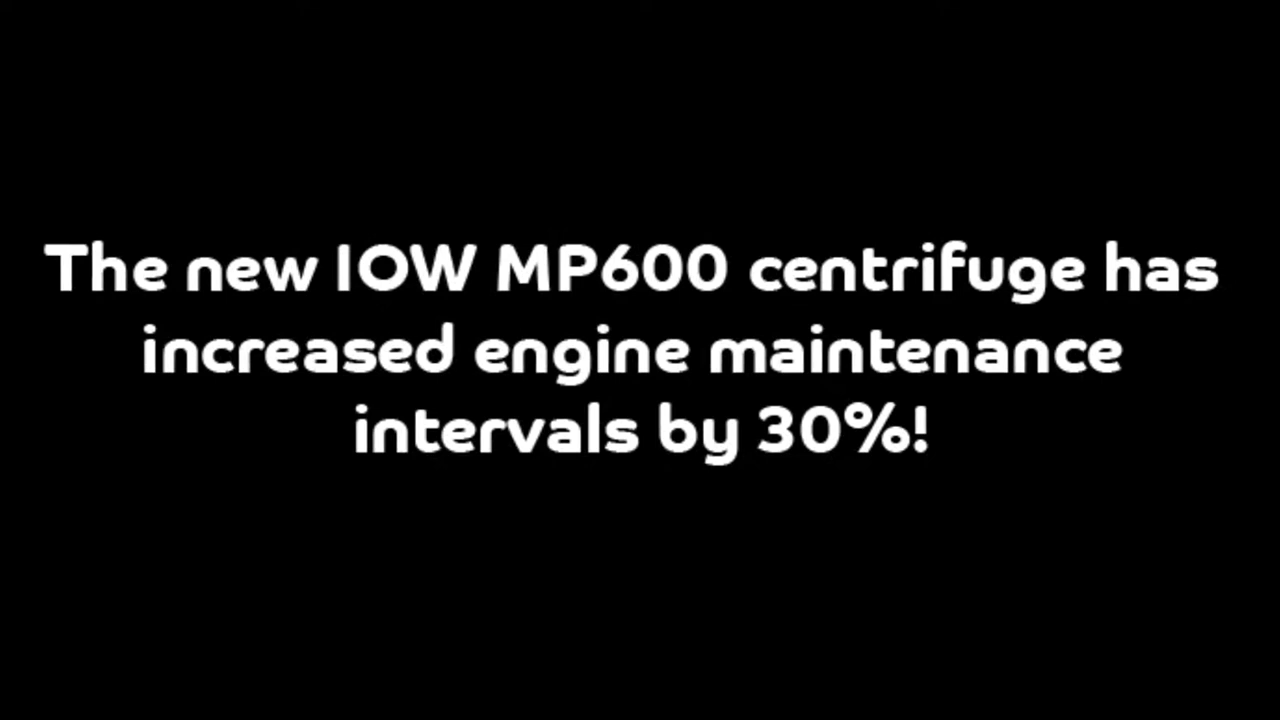 The new IOW MP600 centrifuge has
increased engine maintenance
intervals by 30%!